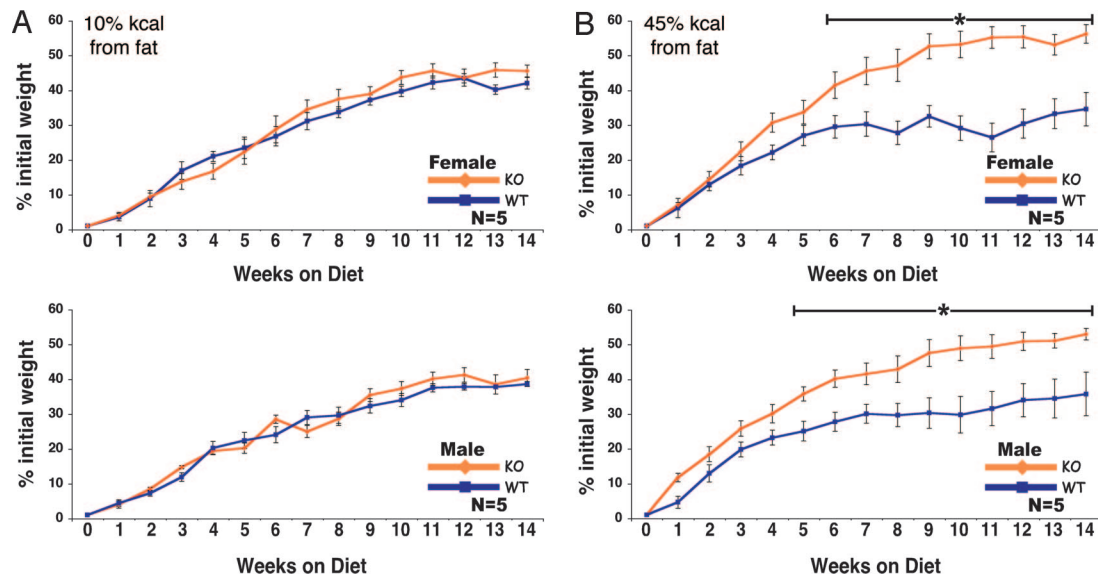 A
10% kcal
from fat
60
50
40
30
20
10
0
% initial weight
Female
KO
WT
N=5
0 1 2 3 4 5 6 7 8 9 10 11 12 13 14
Weeks on Diet
B
45% kcal
from fat
*
60
50
40
30
20
10
0
% initial weight
Female
KO
WT
N=5
0 1 2 3 4 5 6 7 8 9 10 11 12 13 14
Weeks on Diet
60
50
40
30
20
10
0
% initial weight
Male
KO
WT
N=5
0 1 2 3 4 5 6 7 8 9 10 11 12 13 14
Weeks on Diet
*
60
50
40
30
20
10
0
% initial weight
Male
KO
WT
N=5
0 1 2 3 4 5 6 7 8 9 10 11 12 13 14
Weeks on Diet